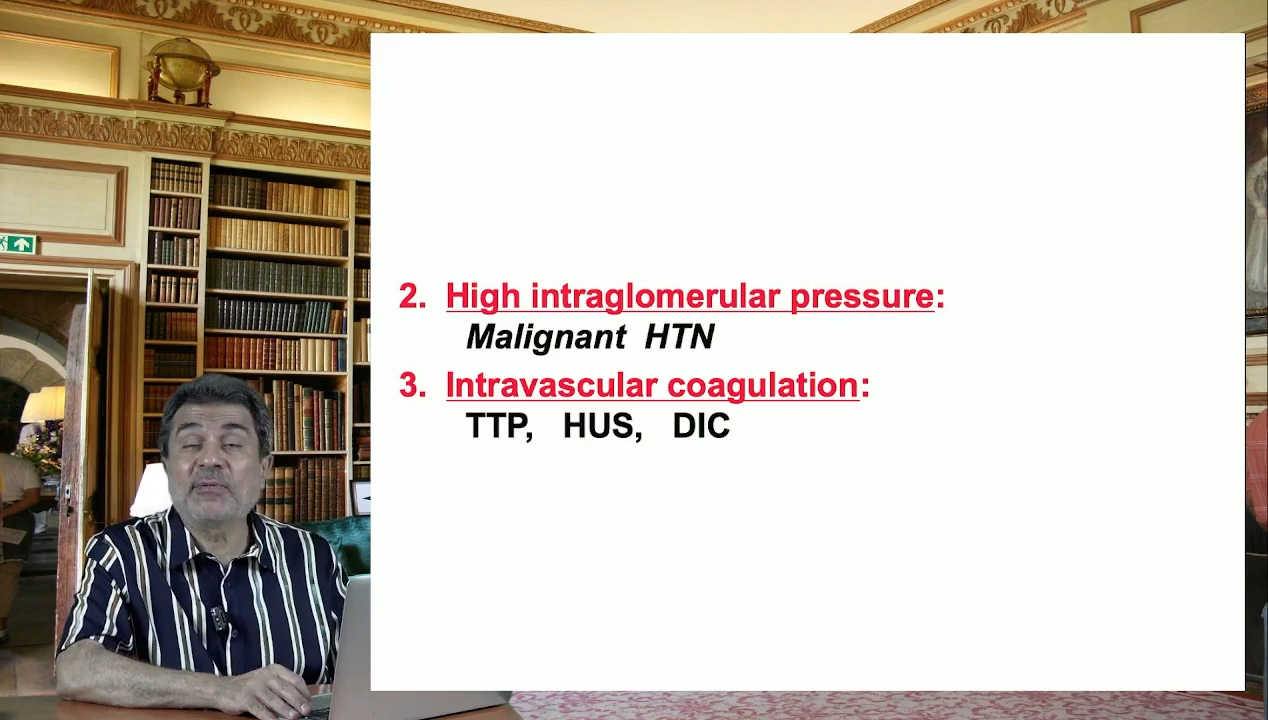 2. High intraglomerular pressure:
Malignant HTN
3. Intravascular coagulation:
TTP, HUS, DIC